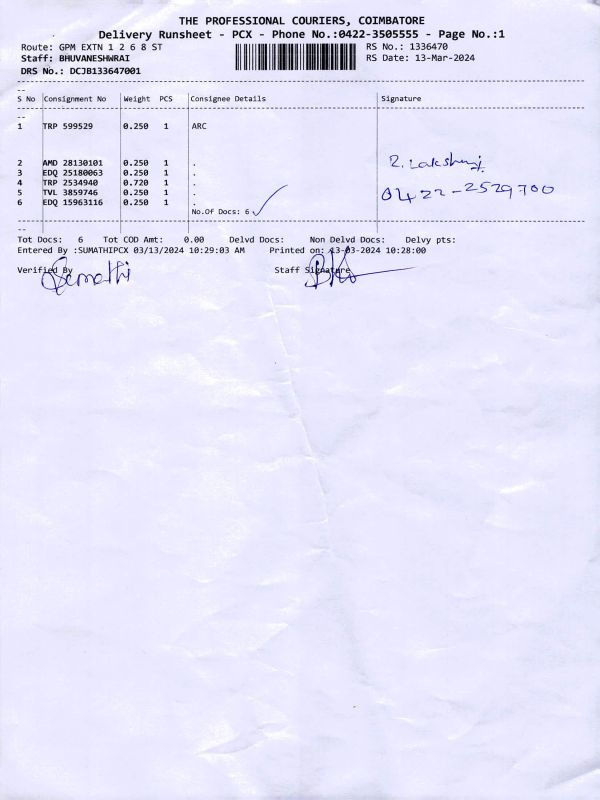 THE PROFESSIONAL COURIERS, COIMBATORE
Delivery Runsheet - PCX - Phone No.:0422-3505555 - Page No.:1
Route: GPM EXTN 1 2 6 8 ST RS No.: 1336470
Staff: BHUVANESHWRAI RS Date: 13-Mar-2024
DRS No.: DCJB133647001
S No Consignment No Weight PCS Consignee Details Signature
1 TRP 599529 0.250 1 ARC
2 AMD 28130101 0.250 1 . R. Lakshmi
3 EDQ 25180063 0.250 1 .
4 TRP 2534940 0.720 1 .
5 TVL 3859746 0.250 1 . 0422-2529700
6 EDQ 15963116 0.250 1 .
No.Of Docs: 6
Tot Docs: 6 Tot COD Amt: 0.00 Delvd Docs: Non Delvd Docs: Delvy pts:
Entered By :SUMATHIPCX 03/13/2024 10:29:03 AM Printed on: 13-03-2024 10:28:00
Verified By Staff Signature
Sumathi